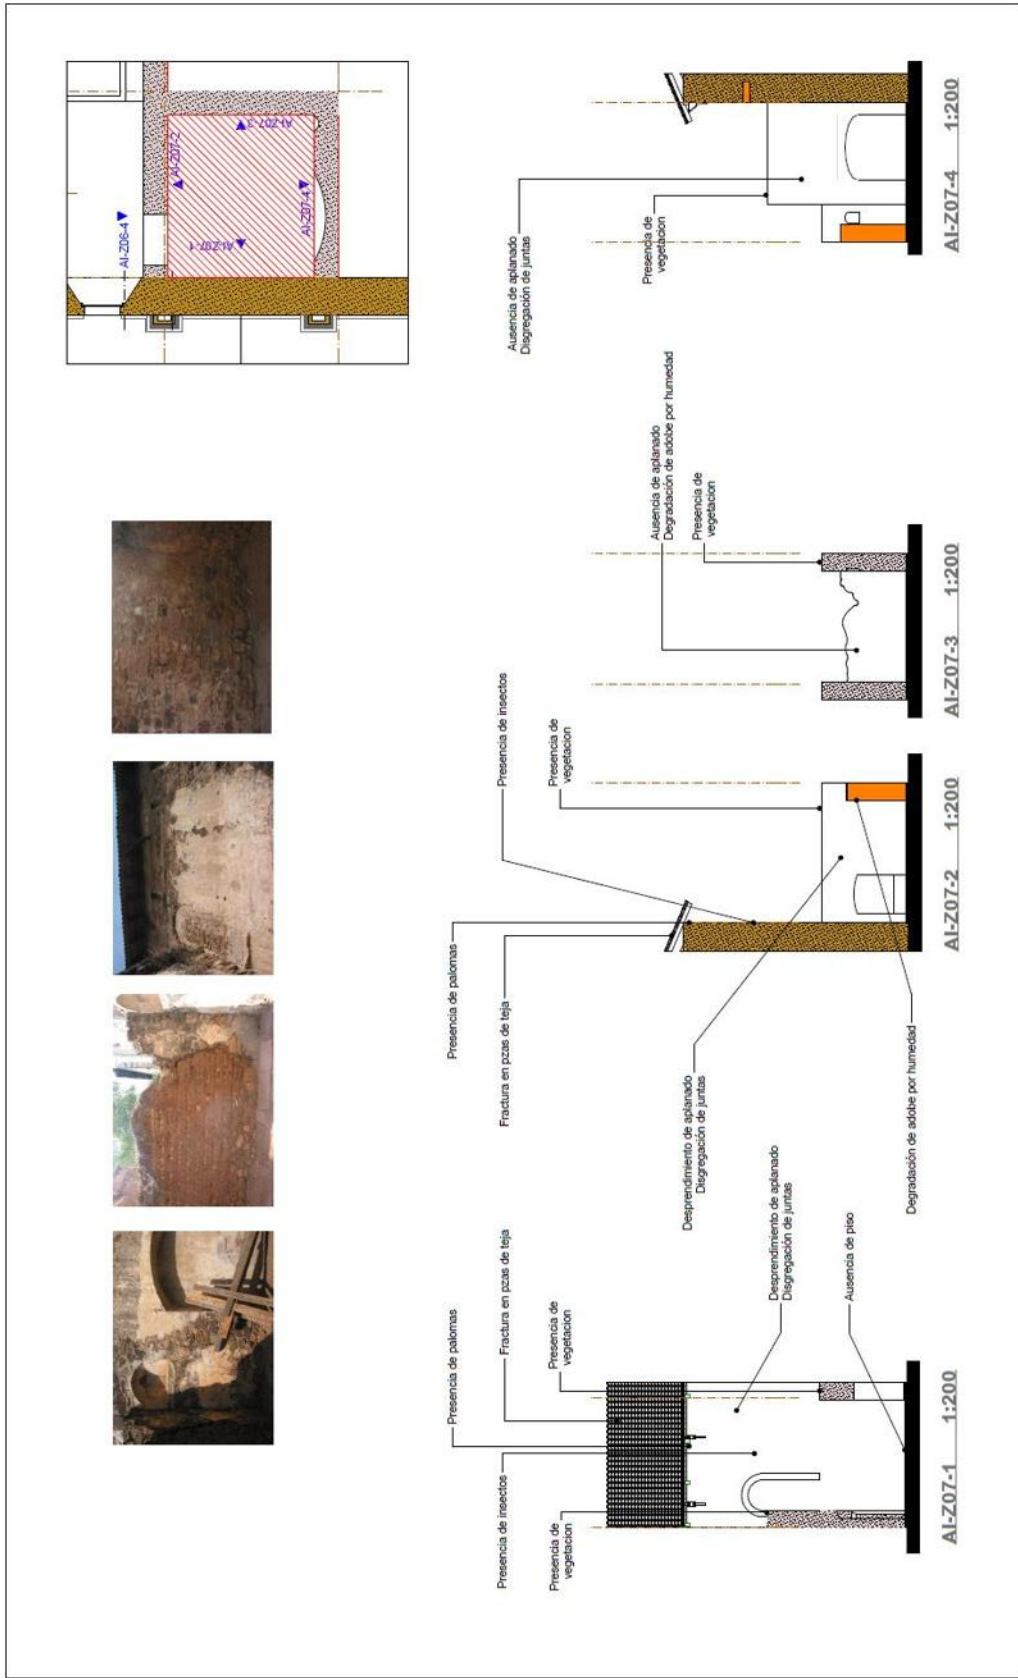 AI-Z06-4
AI-Z07-2
AI-Z07-1
AI-Z07-3
AI-Z07-4
Presencia de palomas
Fractura en pzas de teja
Presencia de insectos
Presencia de
vegetacion
Presencia de
vegetacion
Desprendimiento de aplanado
Disgregación de juntas
Ausencia de piso
AI-Z07-1 1:200
Presencia de insectos
Presencia de palomas
Fractura en pzas de teja
Presencia de
vegetacion
Desprendimiento de aplanado
Disgregación de juntas
Degradación de adobe por humedad
AI-Z07-2 1:200
Ausencia de aplanado
Degradación de adobe por humedad
Presencia de
vegetacion
AI-Z07-3 1:200
Ausencia de aplanado
Disgregación de juntas
Presencia de
vegetacion
AI-Z07-4 1:200